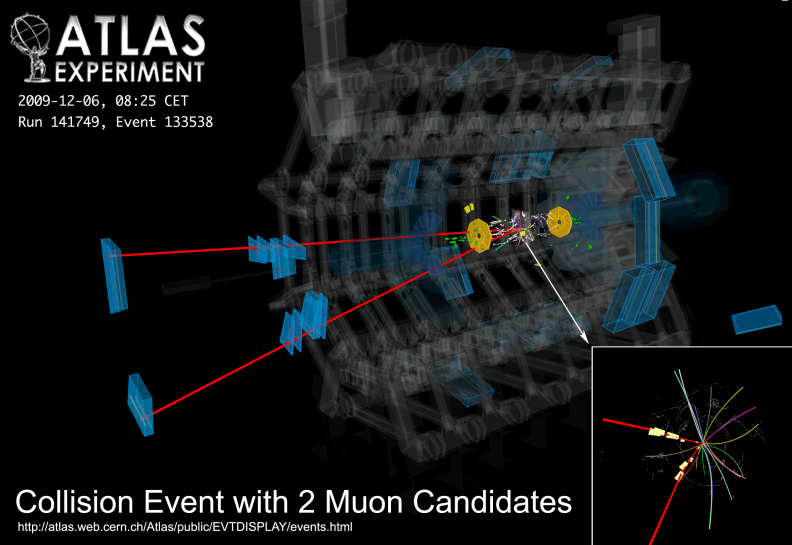 ATLAS
EXPERIMENT
2009-12-06, 08:25 CET
Run 141749, Event 133538
Collision Event with 2 Muon Candidates
http://atlas.web.cern.ch/Atlas/public/EVTDISPLAY/events.html